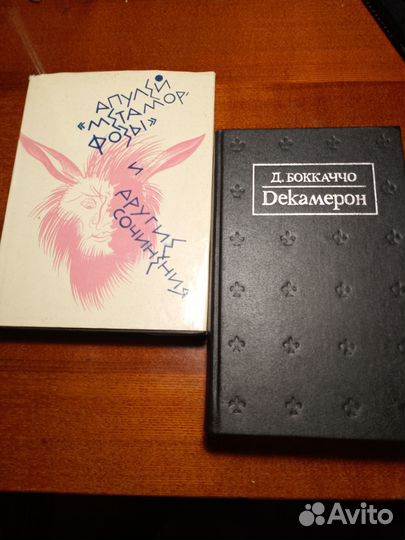 АПУЛЕЙ
«МЕТАМОР-
ФОЗЫ»
И
ДРУГИЕ
СОЧИНЕНИЯ
Д. БОККАЧЧО
Декамерон
Avito